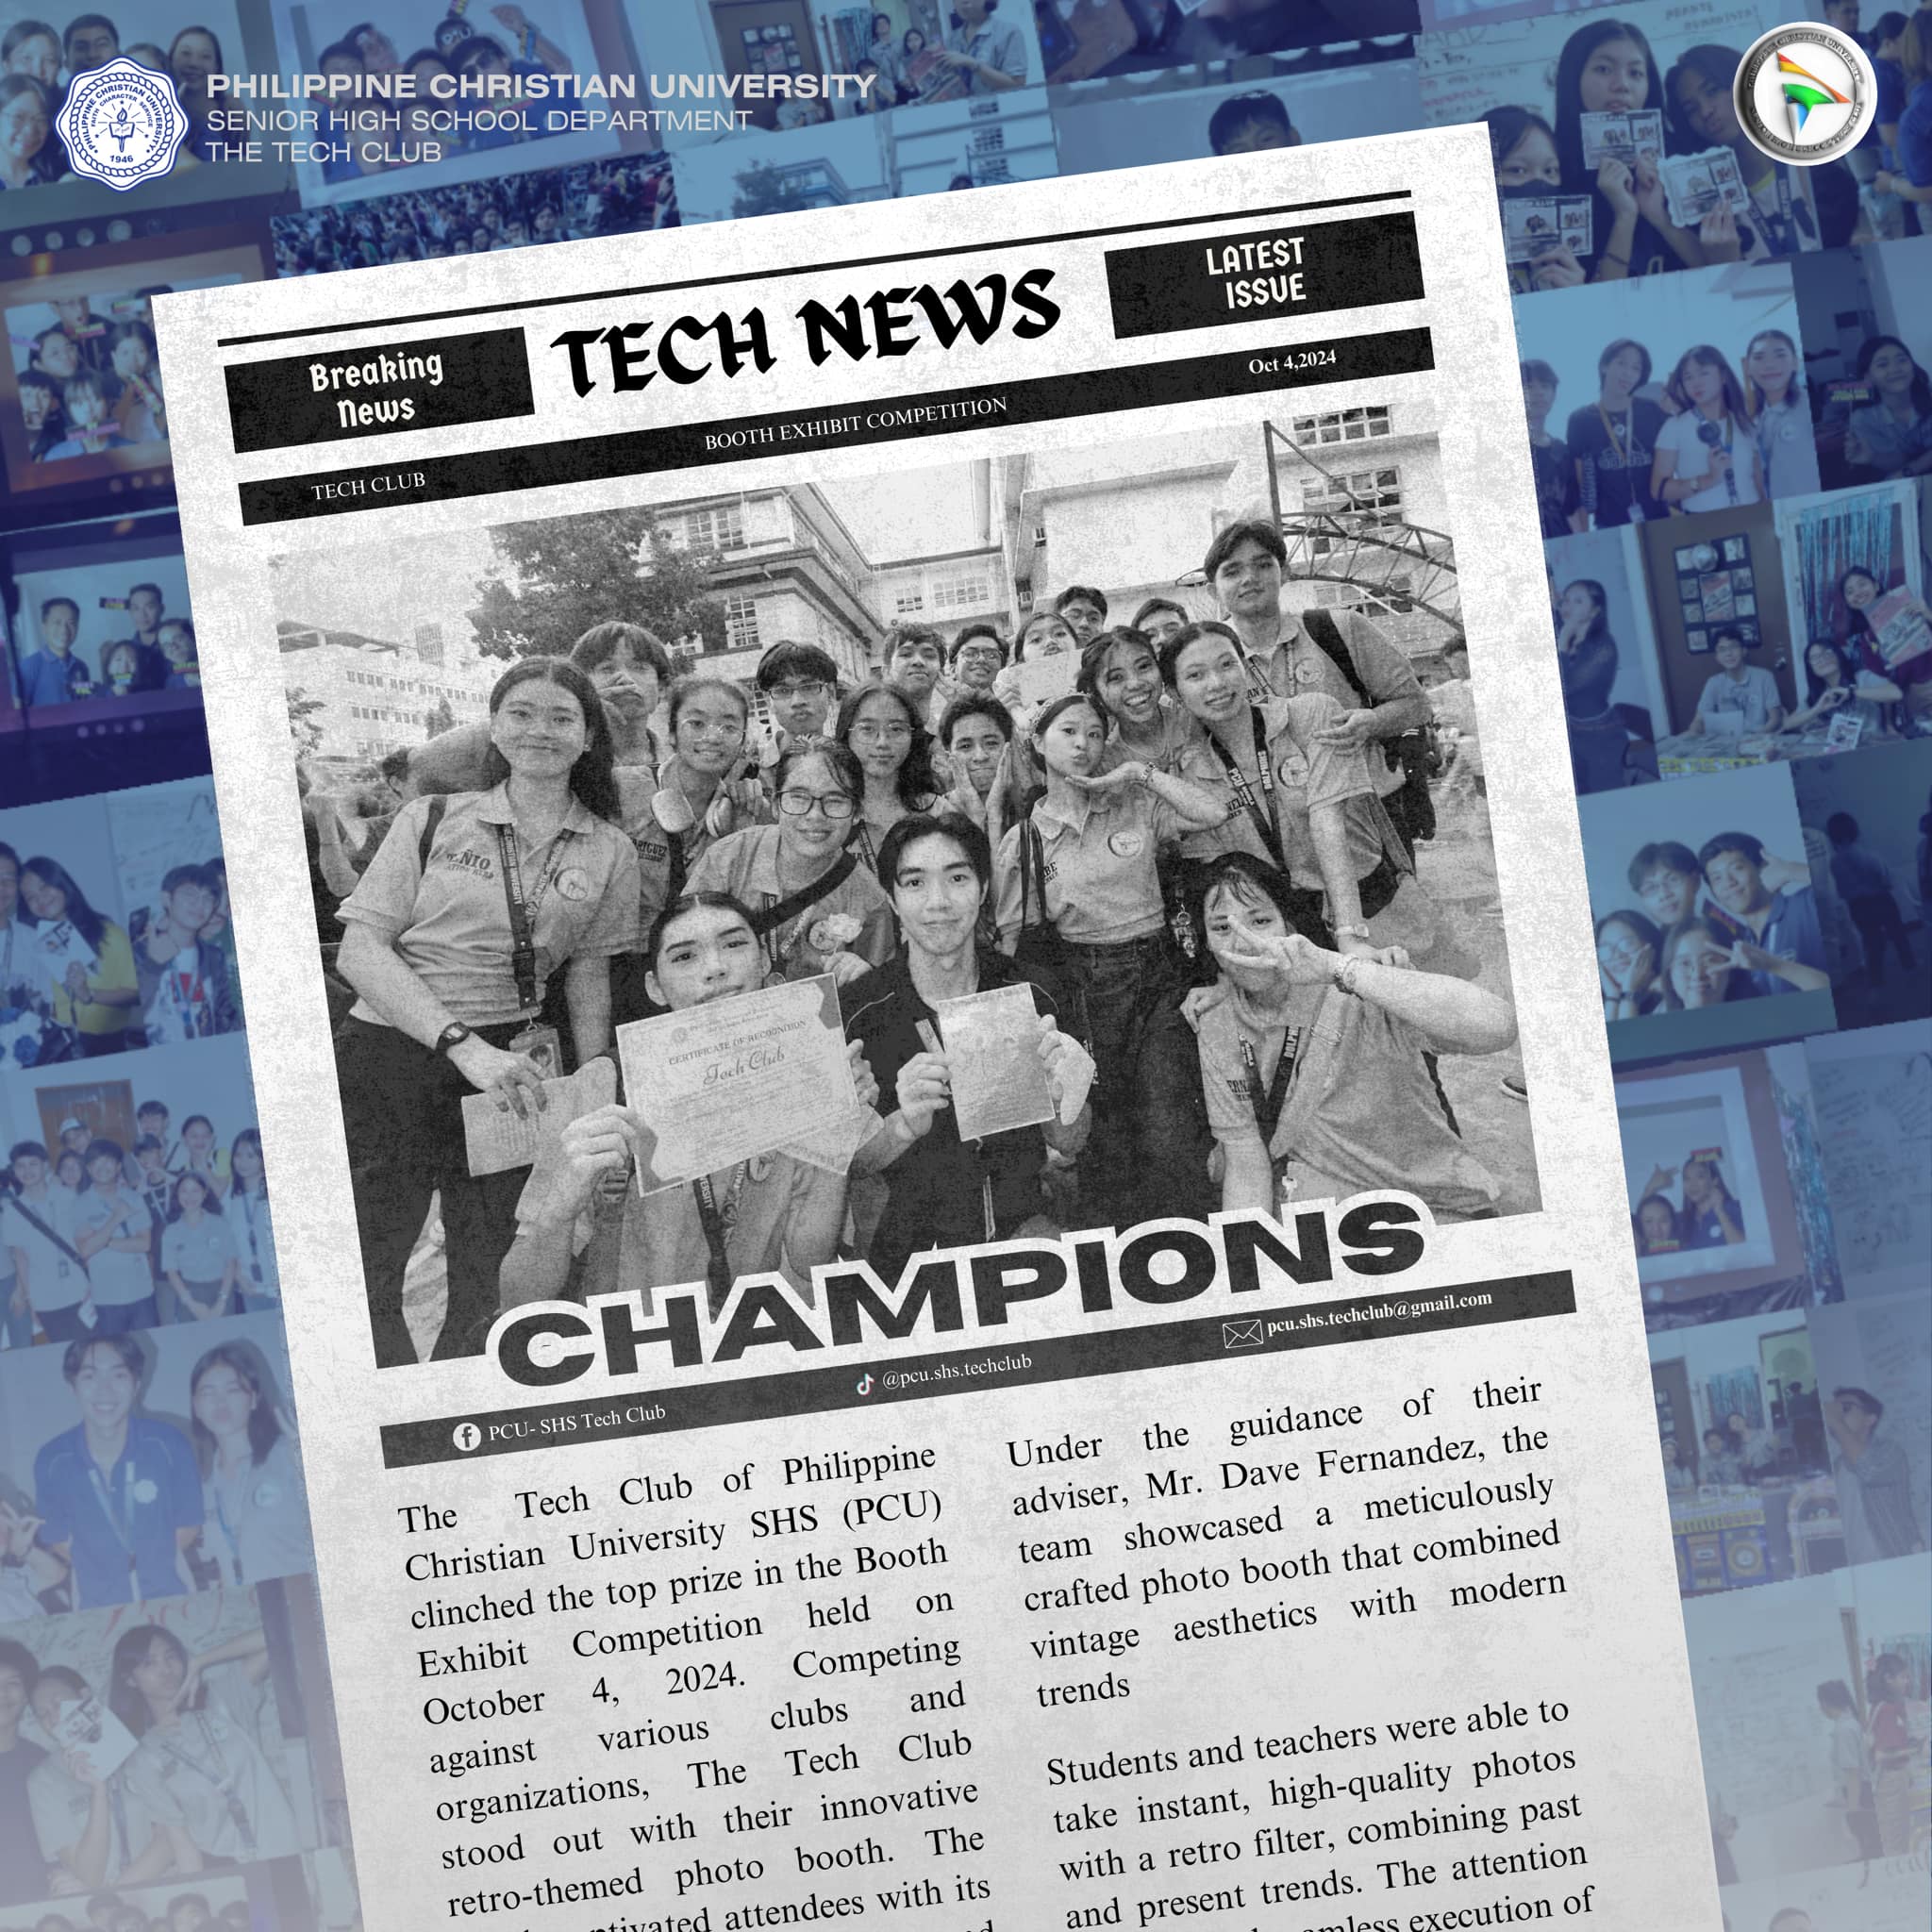 PHILIPPINE CHRISTIAN UNIVERSITY
SENIOR HIGH SCHOOL DEPARTMENT
THE TECH CLUB
PHILIPPINE CHRISTIAN UNIVERSITY
FAITH CHARACTER SERVICE
1946
Breaking
News
TECH NEWS
LATEST
ISSUE
TECH CLUB
BOOTH EXHIBIT COMPETITION
Oct 4,2024
CERTIFICATE OF RECOGNITION
Tech Club
CHAMPIONS
PCU- SHS Tech Club
@pcu.shs.techclub
pcu.shs.techclub@gmail.com
The Tech Club of Philippine
Christian University SHS (PCU)
clinched the top prize in the Booth
Exhibit Competition held on
October 4, 2024. Competing
against various clubs and
organizations, The Tech Club
stood out with their innovative
retro-themed photo booth. The
attendees with its
Under the guidance of their
adviser, Mr. Dave Fernandez, the
team showcased a meticulously
crafted photo booth that combined
vintage aesthetics with modern
trends
Students and teachers were able to
take instant, high-quality photos
with a retro filter, combining past
and present trends. The attention
execution of